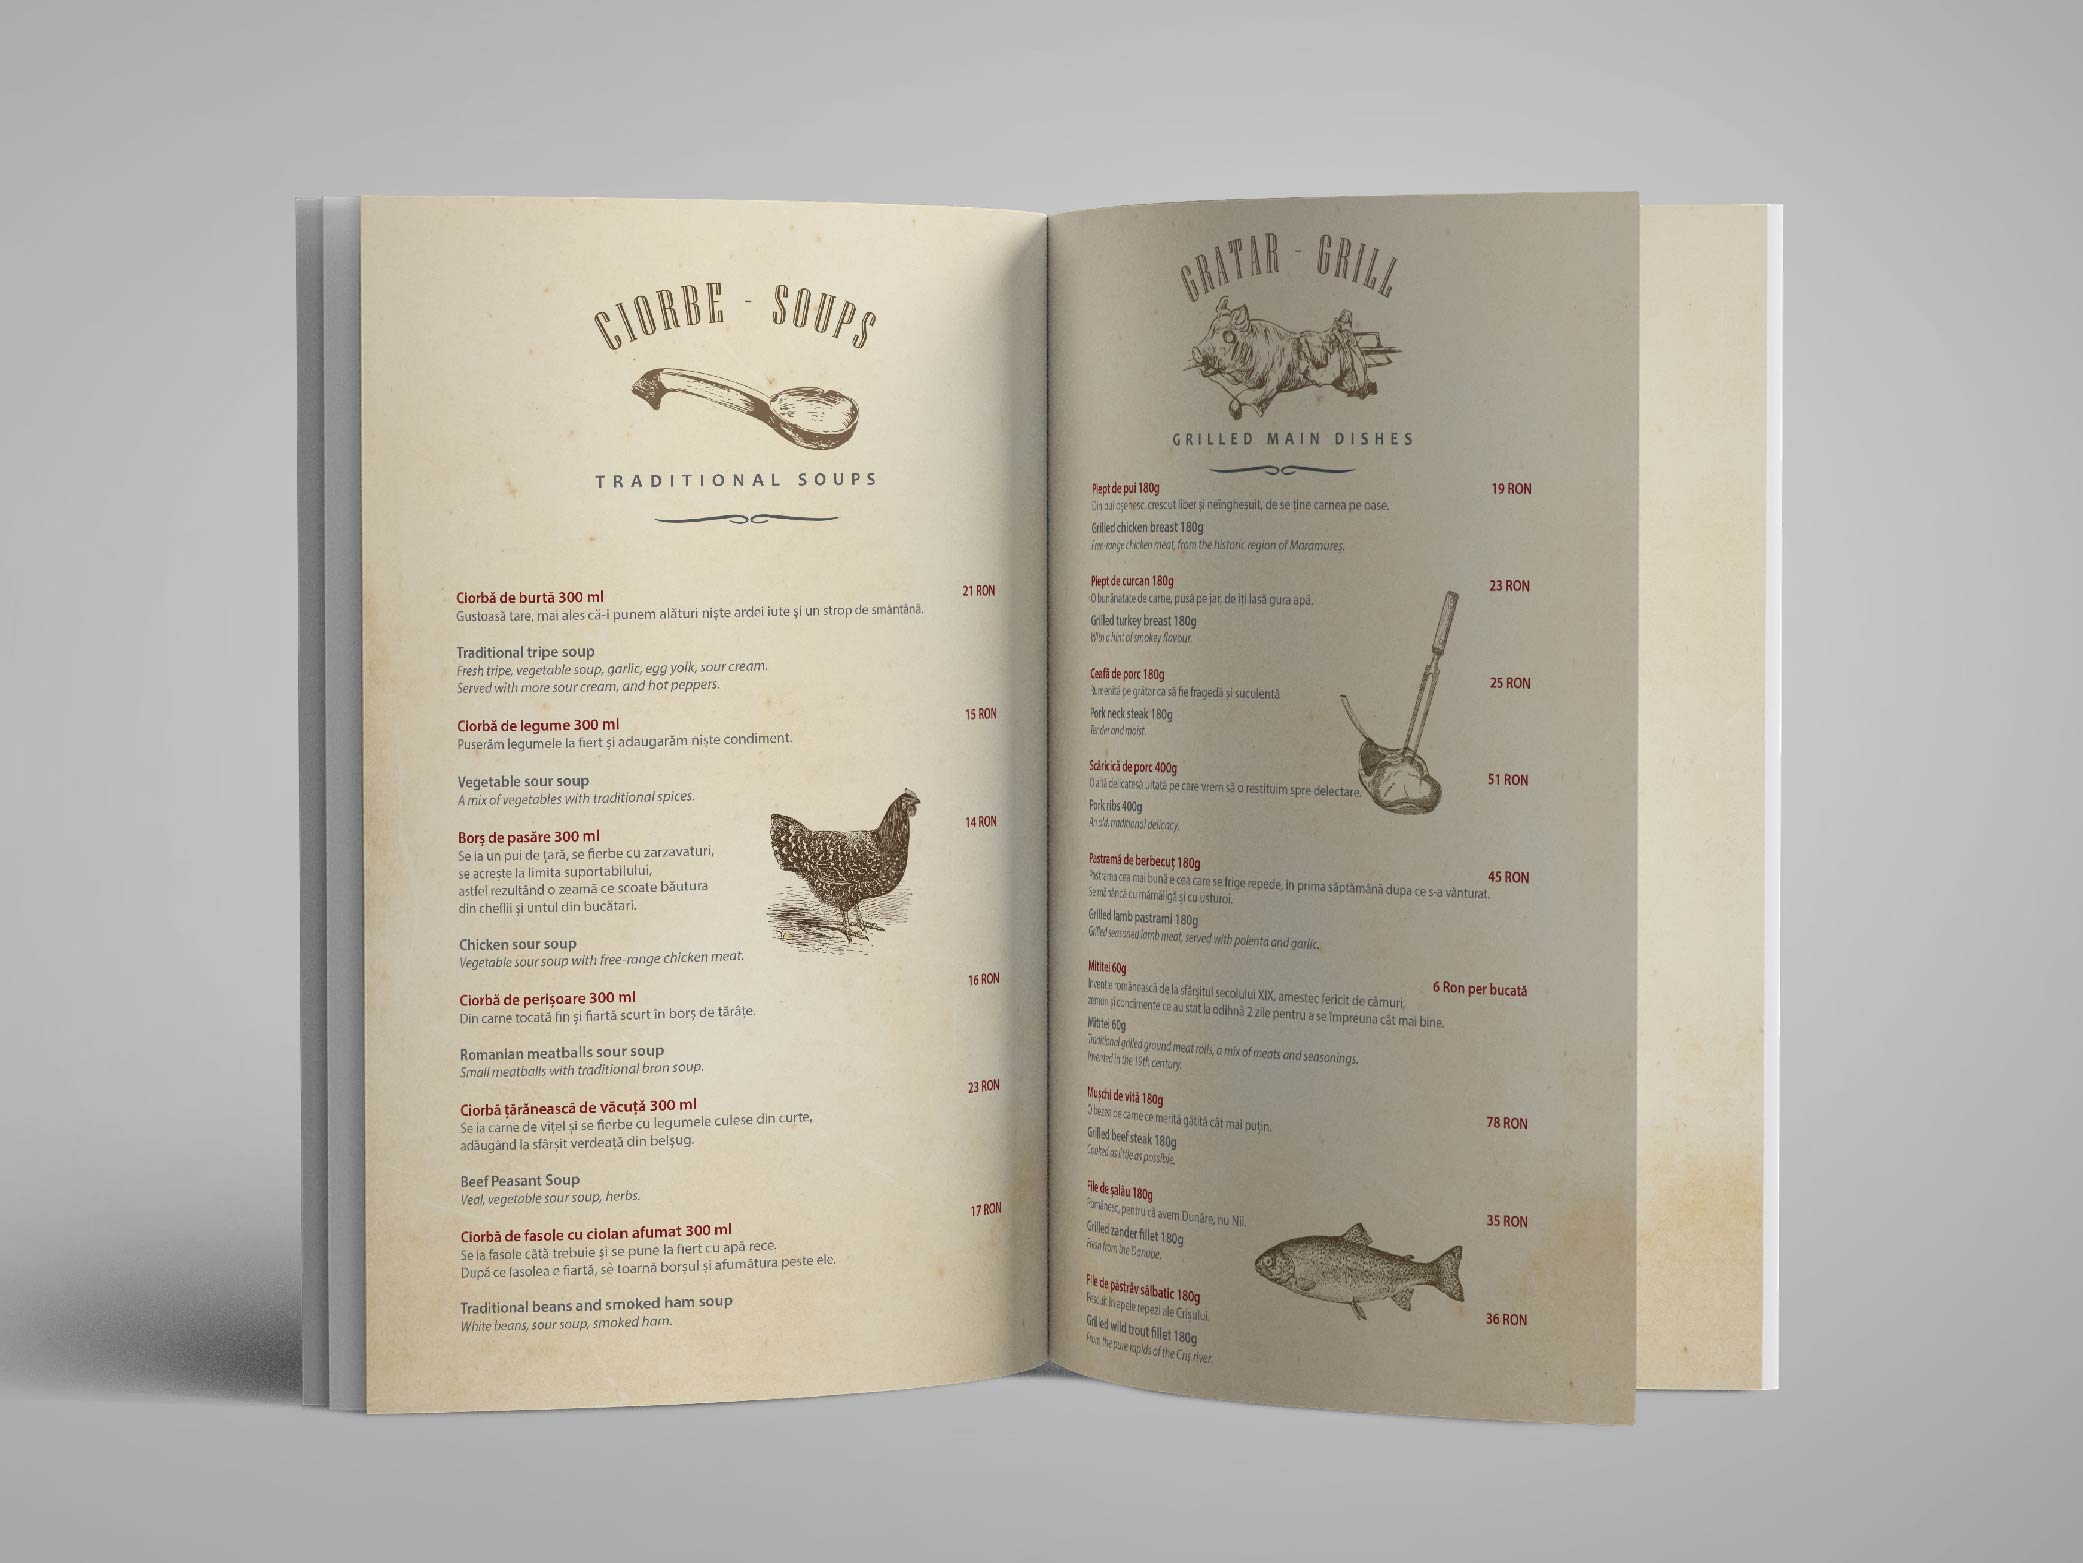 CIORBE - SOUPS
TRADITIONAL SOUPS
Ciorbă de burtă 300 ml
21 RON
Gustoasă tare, mai ales că-i punem alături niște ardei iute și un strop de smântână.
Traditional tripe soup
Fresh tripe, vegetable soup, garlic, egg yolk, sour cream.
Served with more sour cream, and hot peppers.
Ciorbă de legume 300 ml
15 RON
Puserăm legumele la fiert și adaugarăm niște condiment.
Vegetable sour soup
A mix of vegetables with traditional spices.
Borș de pasăre 300 ml
14 RON
Se ia un pui de țară, se fierbe cu zarzavaturi,
se acrește la limita suportabilului,
astfel rezultând o zeamă ce scoate băutura
din cheflii și untul din bucătari.
Chicken sour soup
Vegetable sour soup with free-range chicken meat.
Ciorbă de perișoare 300 ml
16 RON
Din carne tocată fin și fiartă scurt în borș de tărâțe.
Romanian meatballs sour soup
Small meatballs with traditional bran soup.
Ciorbă țărănească de văcuță 300 ml
23 RON
Se ia carne de vițel și se fierbe cu legumele culese din curte,
adăugând la sfârșit verdeață din belșug.
Beef Peasant Soup
Veal, vegetable sour soup, herbs.
Ciorbă de fasole cu ciolan afumat 300 ml
17 RON
Se ia fasole câtă trebuie și se pune la fiert cu apă rece.
După ce fasolea e fiartă, se toarnă borșul și afumătura peste ele.
Traditional beans and smoked ham soup
White beans, sour soup, smoked ham.
GRATAR - GRILL
GRILLED MAIN DISHES
Piept de pui 180g
19 RON
Din pui oșenesc, crescut liber și neînghesuit, de se ține carnea pe oase.
Grilled chicken breast 180g
Free-range chicken meat, from the historic region of Maramureș.
Piept de curcan 180g
23 RON
O bunătate de carne, pusă pe jar, de iți lasă gura apă.
Grilled turkey breast 180g
With a hint of smokey flavour.
Ceafă de porc 180g
25 RON
Rumenită pe grătar ca să fie fragedă și suculentă
Pork neck steak 180g
Tender and moist.
Scăricică de porc 400g
51 RON
O altă delicatesă uitată pe care vrem să o restituim spre delectare.
Pork ribs 400g
An old, traditional delicacy.
Pastramă de berbecuț 180g
45 RON
Pastrama cea mai bună e cea care se frige repede, în prima săptămână dupa ce s-a vânturat.
Se mănâncă cu mămăligă și cu usturoi.
Grilled lamb pastrami 180g
Grilled seasoned lamb meat, served with polenta and garlic.
Mititei 60g
6 Ron per bucată
Invenție românească de la sfârșitul secolului XIX, amestec fericit de cărnuri,
zemuri și condimente ce au stat la odihnă 2 zile pentru a se împreuna cât mai bine.
Mititei 60g
Traditional grilled ground meat rolls, a mix of meats and seasonings.
Invented in the 19th century.
Mușchi de vită 180g
78 RON
O bezea de carne ce merită gătită cât mai puțin.
Grilled beef steak 180g
Cooked as little as possible.
File de șalău 180g
35 RON
Românesc, pentru că avem Dunăre, nu Nil.
Grilled zander fillet 180g
Fresh from the Danube.
File de păstrăv sălbatic 180g
36 RON
Pescuit în apele repezi ale Crisului.
Grilled wild trout fillet 180g
From the pure rapids of the Criș river.